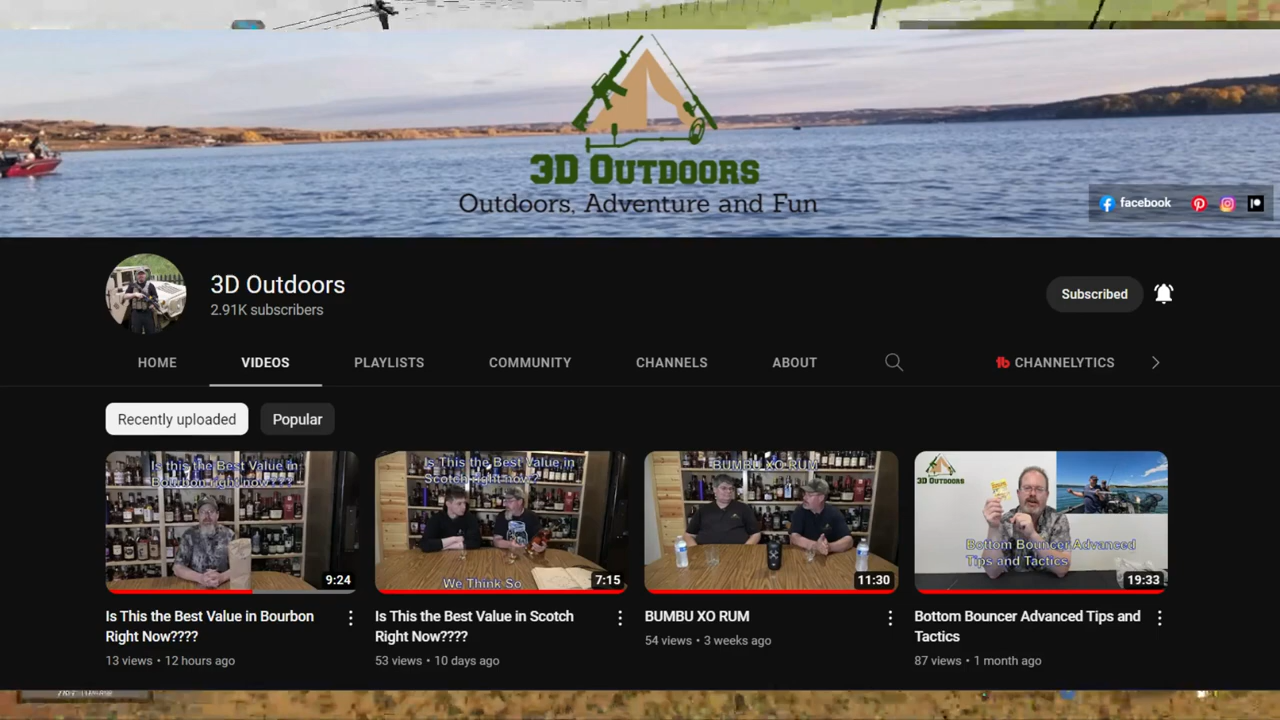 3D OUTDOORS
Outdoors, Adventure and Fun
facebook
3D Outdoors
2.91K subscribers
Subscribed
HOME
VIDEOS
PLAYLISTS
COMMUNITY
CHANNELS
ABOUT
CHANNELYTICS
Recently uploaded
Popular
Is this the Best Value in
Bourbon right Now???
9:24
Is This the Best Value in
Scotch right now??
We Think So
7:15
BUMBU XO RUM
11:30
3D OUTDOORS
Bottom Bouncer Advanced
Tips and Tactics
19:33
Is This the Best Value in Bourbon
Right Now????
13 views • 12 hours ago
Is This the Best Value in Scotch
Right Now????
53 views • 10 days ago
BUMBU XO RUM
54 views • 3 weeks ago
Bottom Bouncer Advanced Tips and
Tactics
87 views • 1 month ago